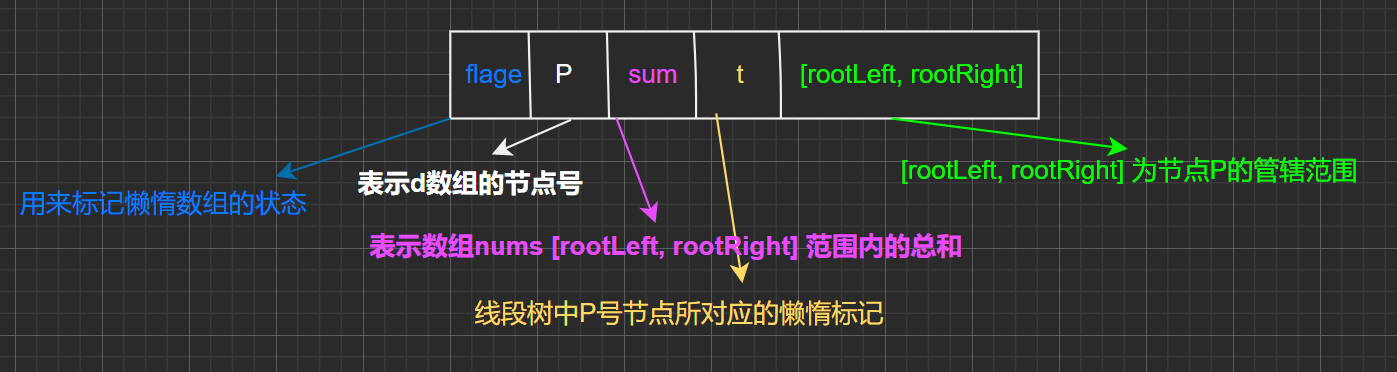 flage P sum t [rootLeft, rootRight]
[rootLeft, rootRight] 为节点P的管辖范围
表示d数组的节点号
用来标记懒惰数组的状态
表示数组nums [rootLeft, rootRight] 范围内的总和
线段树中P号节点所对应的懒惰标记